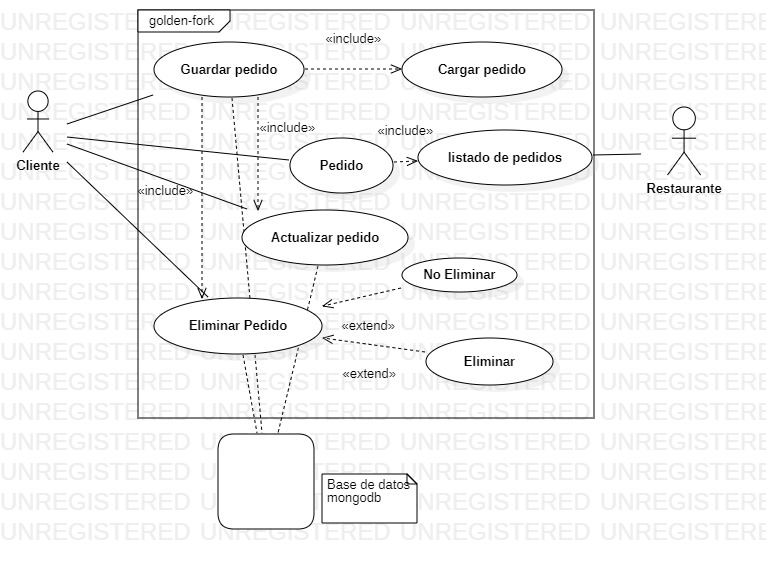 golden-fork
«include»
Guardar pedido
Cargar pedido
«include»
«include»
Cliente
Pedido
listado de pedidos
Restaurante
«include»
Actualizar pedido
No Eliminar
Eliminar Pedido
«extend»
Eliminar
«extend»
Base de datos
mongodb
UNREGISTERED UNREGISTERED UNREGISTERED UNREGISTERED